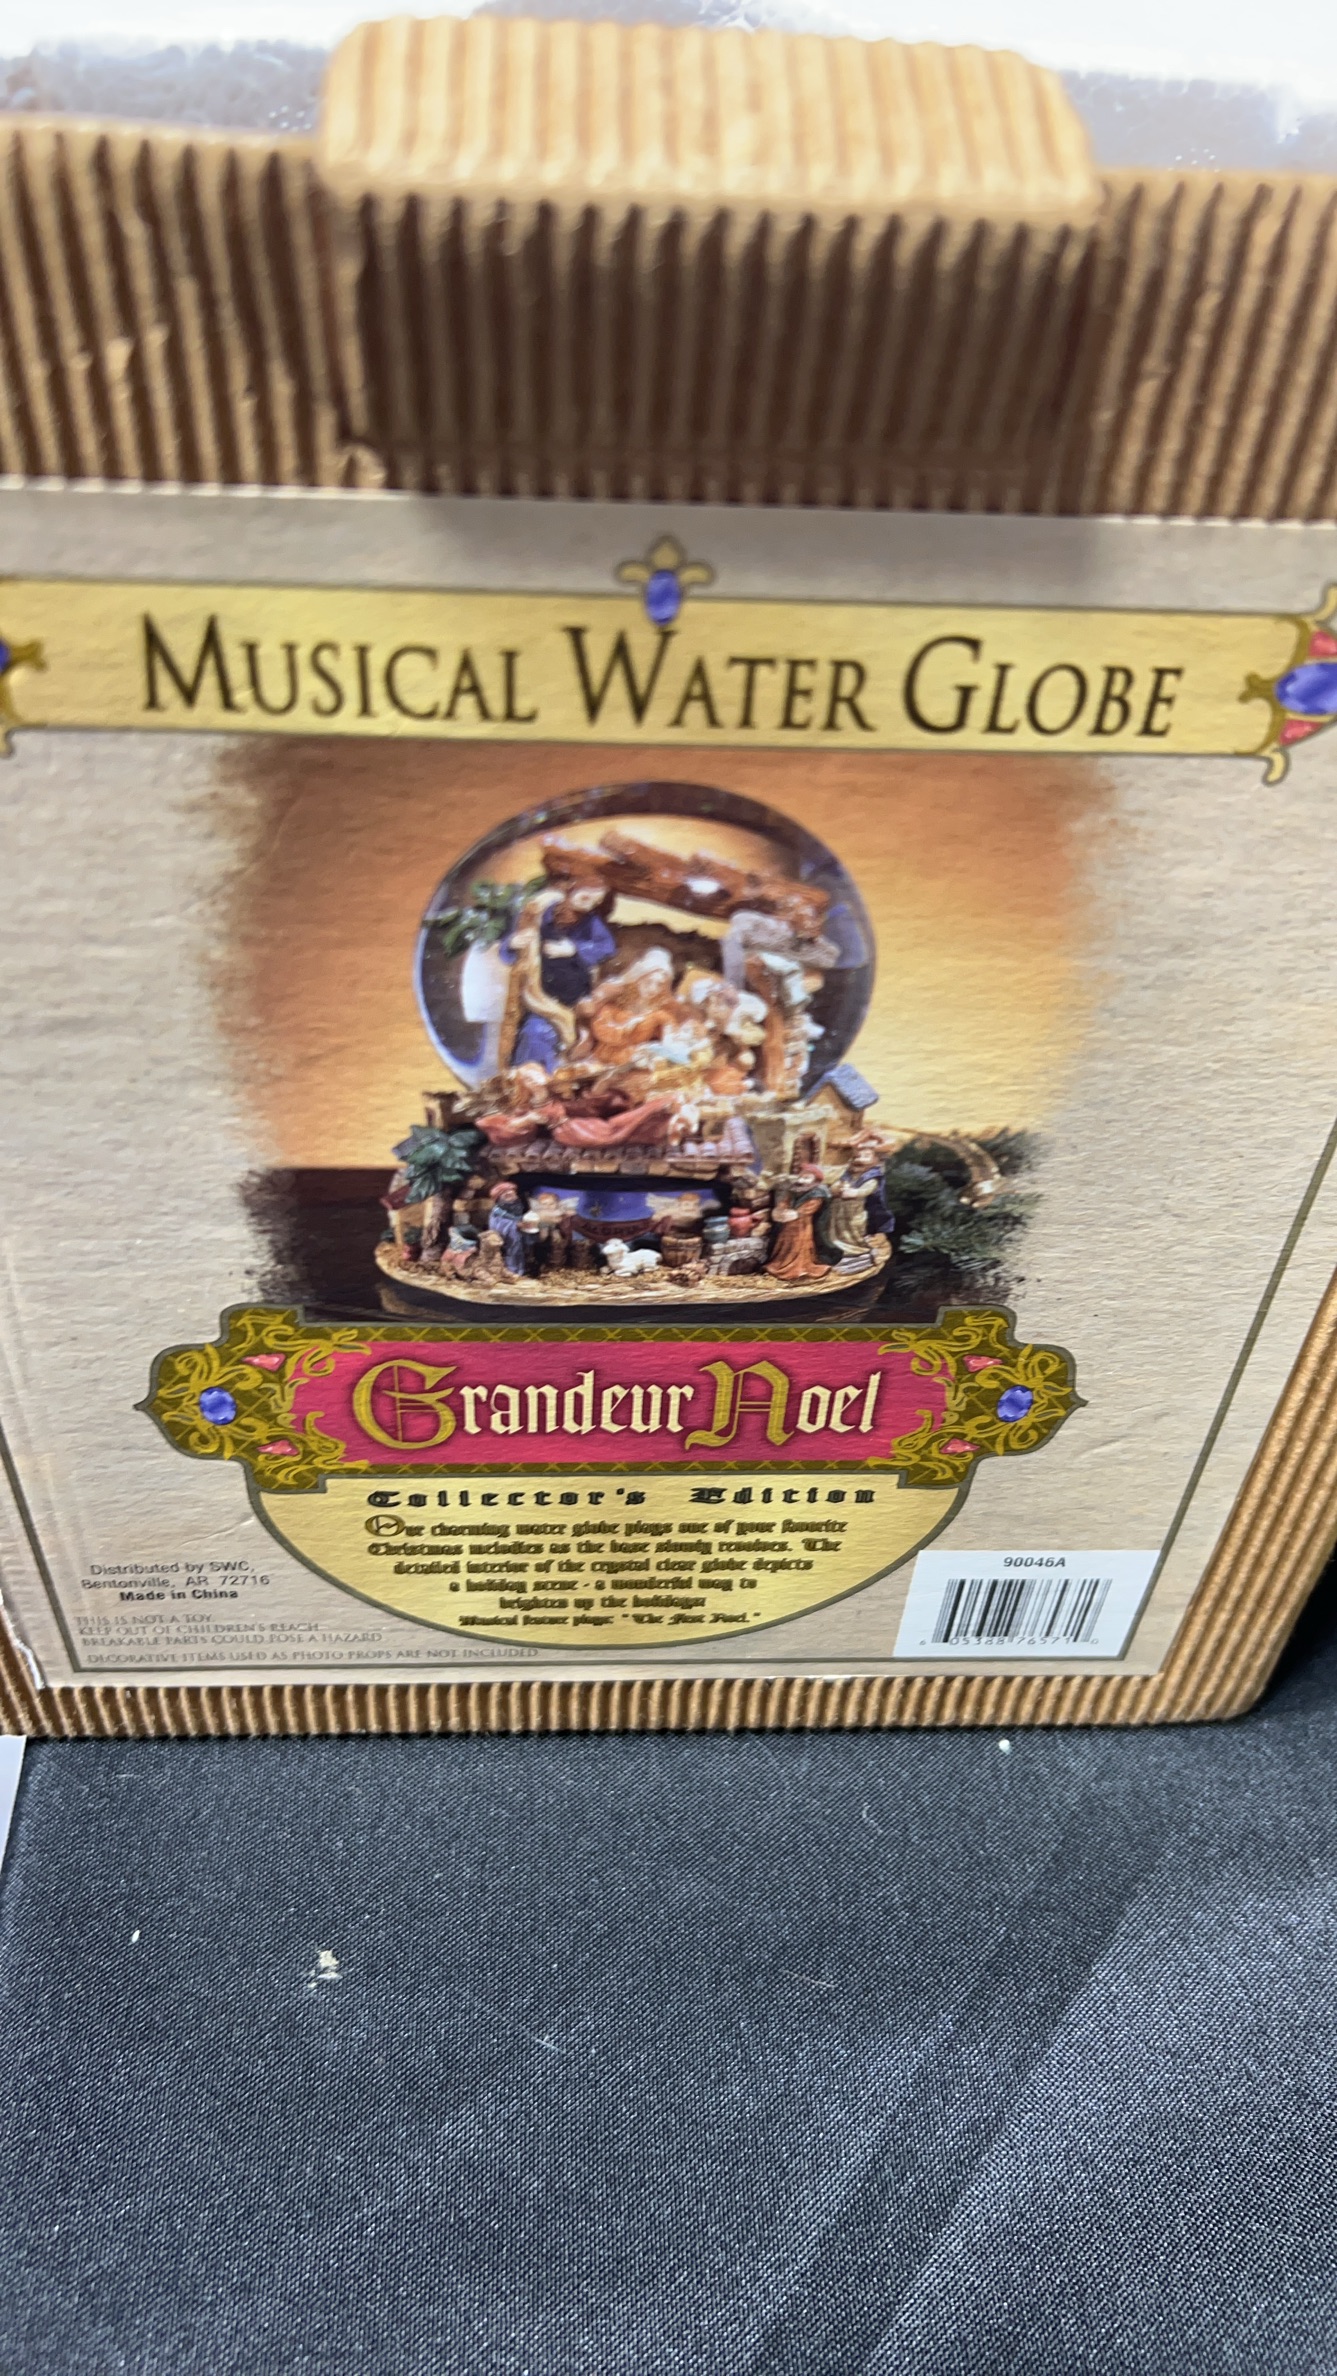 MUSICAL WATER GLOBE
Grandeur Noel
Collector's Edition
Our charming water globe plays one of your favorite
Christmas melodies as the base slowly revolves. The
detailed interior of the crystal clear globe depicts
a holiday scene - a wonderful way to
brighten up the holidays!
Musical feature plays: "The First Noel."
Distributed by SWC,
Bentonville, AR 72716
Made in China
THIS IS NOT A TOY.
KEEP OUT OF CHILDREN'S REACH
BREAKABLE PARTS COULD POSE A HAZARD
DECORATIVE ITEMS USED AS PHOTO PROPS ARE NOT INCLUDED
90046A